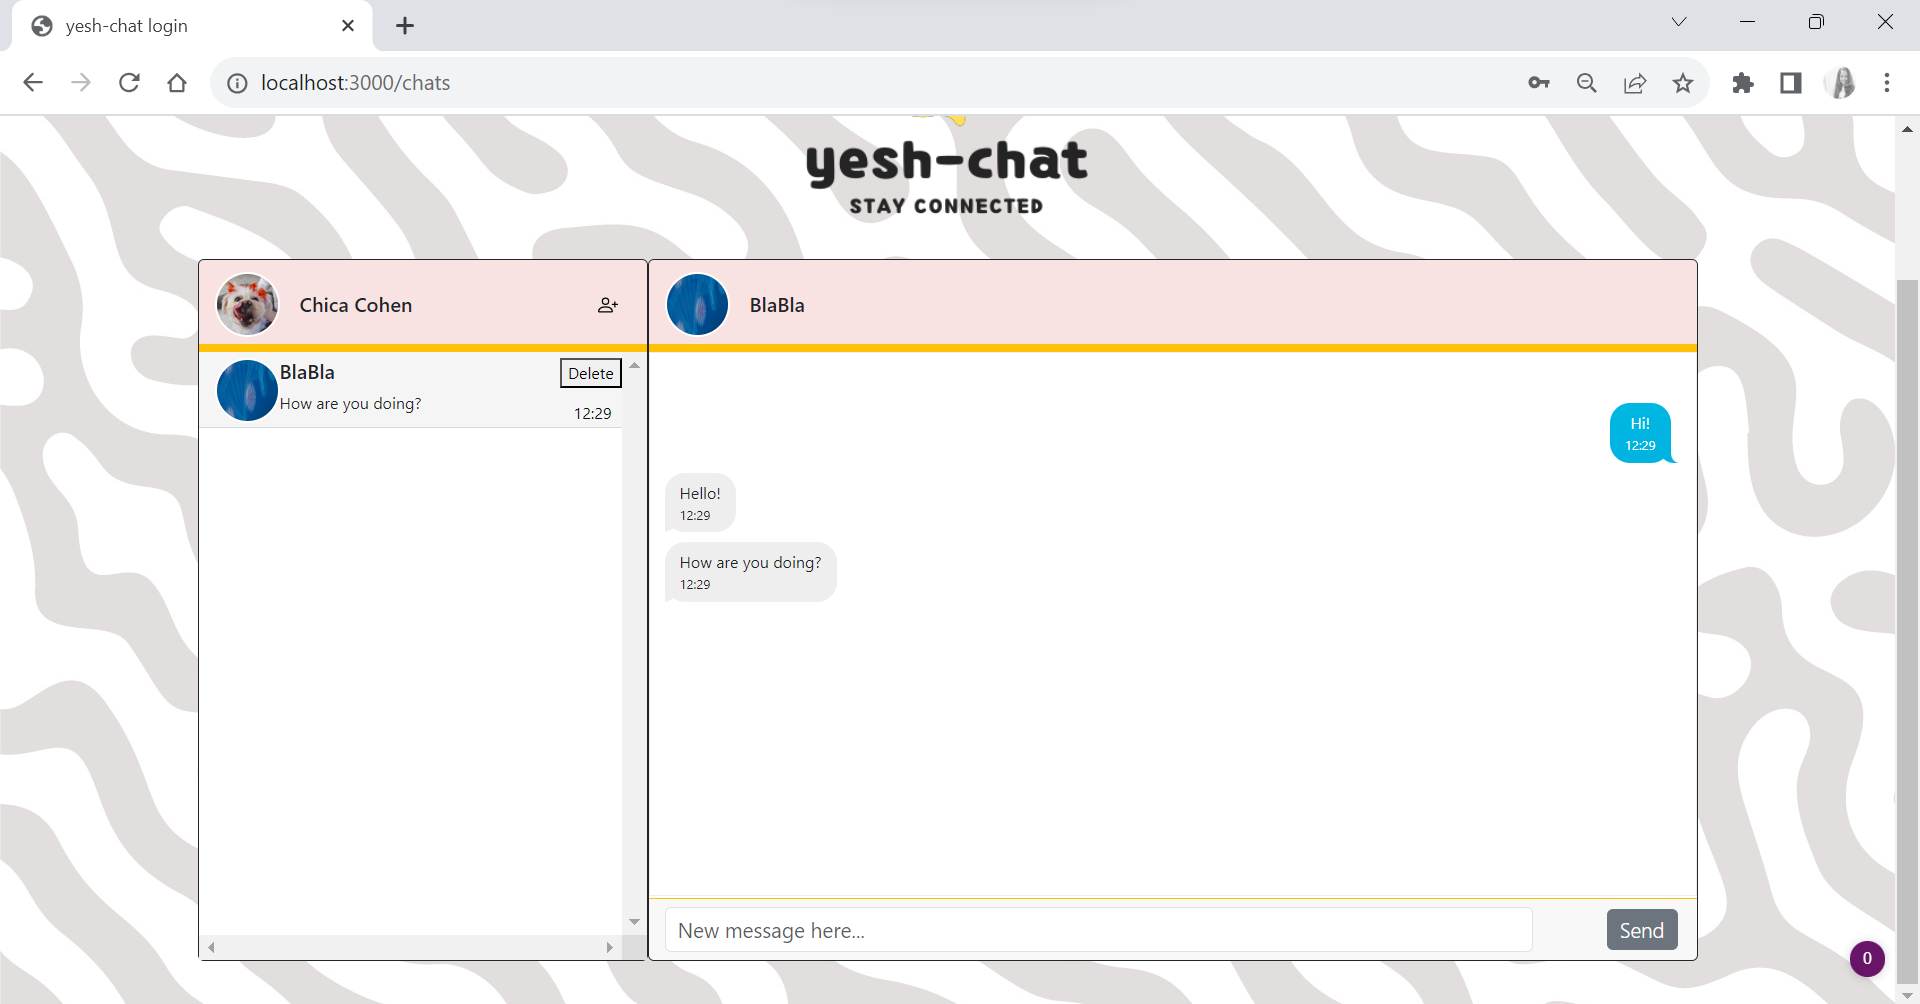 yesh-chat login
localhost:3000/chats
yesh-chat
STAY CONNECTED
Chica Cohen
BlaBla
BlaBla
Delete
How are you doing?
12:29
Hi!
12:29
Hello!
12:29
How are you doing?
12:29
New message here...
Send
0